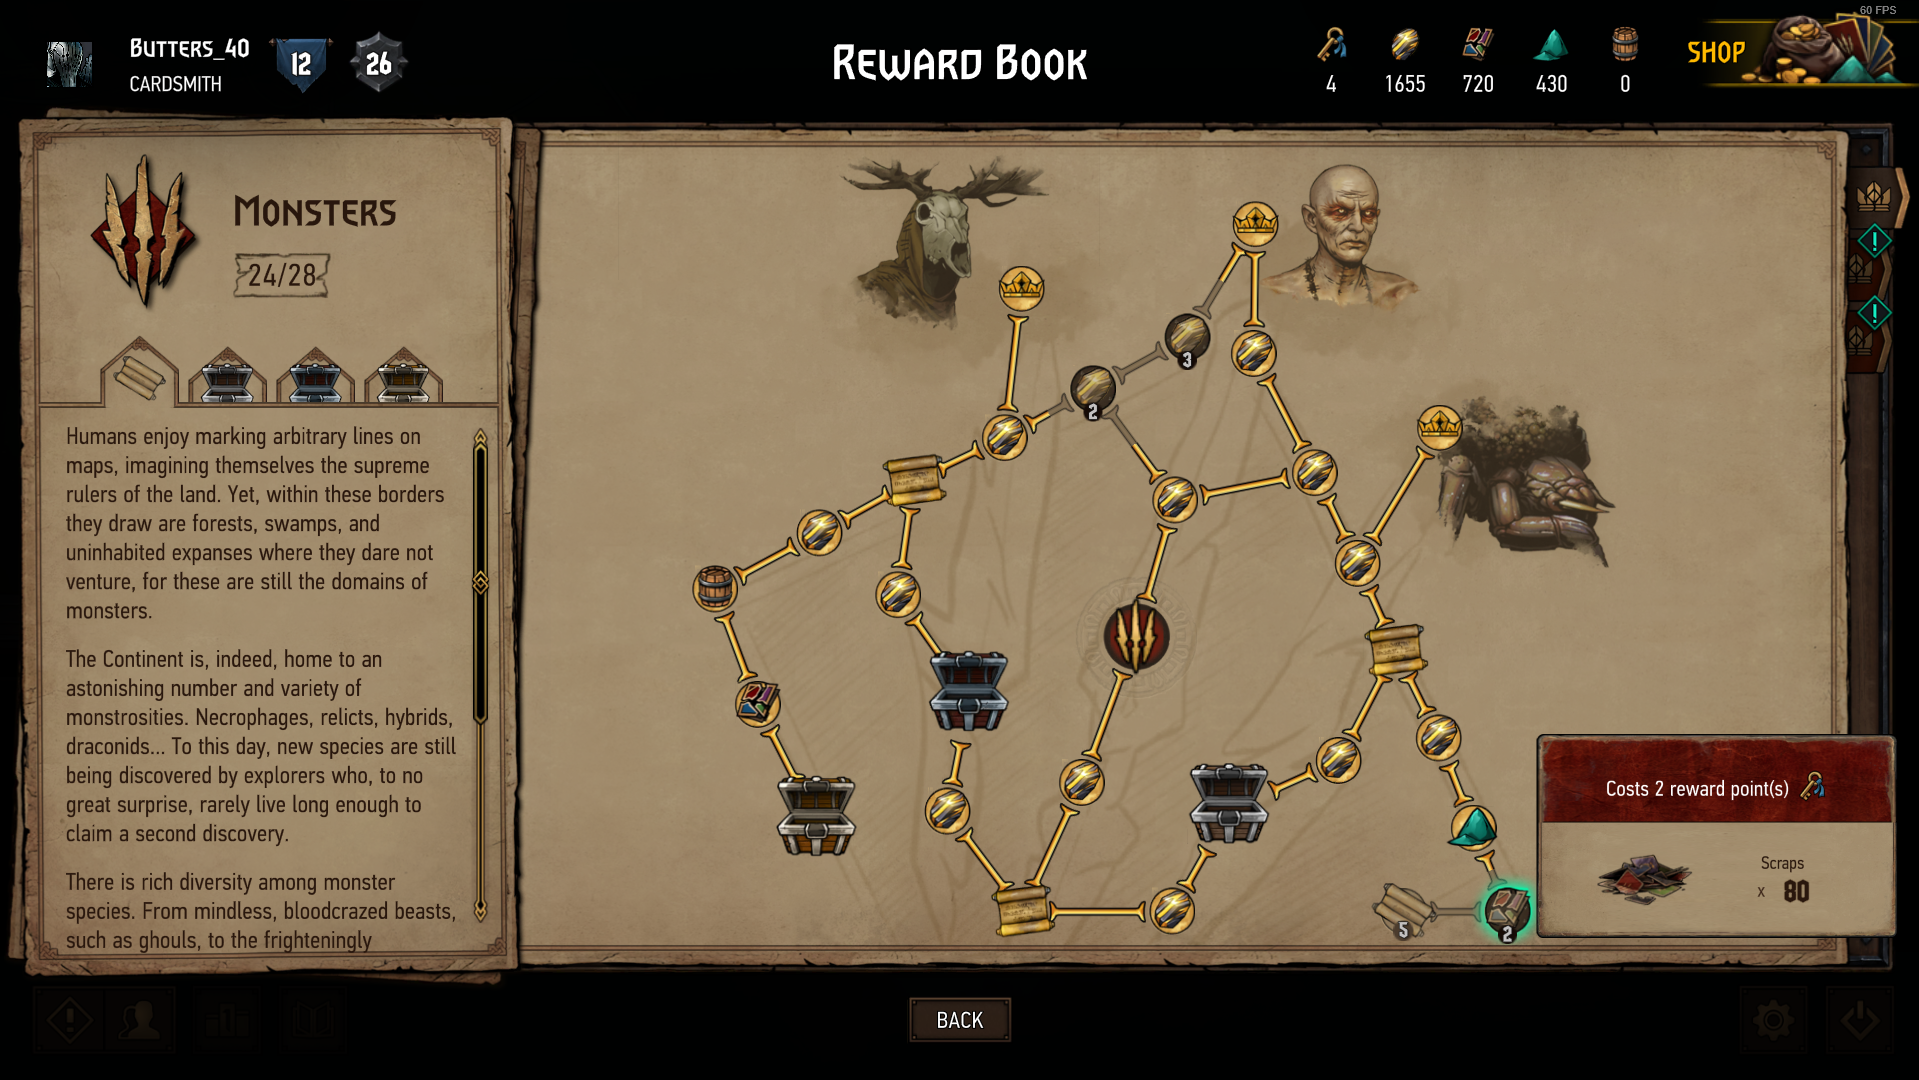 60 FPS
BUTTERS_40
CARDSMITH
12
26
REWARD BOOK
4
1655
720
430
0
SHOP
MONSTERS
24/28
Humans enjoy marking arbitrary lines on
maps, imagining themselves the supreme
rulers of the land. Yet, within these borders
they draw are forests, swamps, and
uninhabited expanses where they dare not
venture, for these are still the domains of
monsters.
The Continent is, indeed, home to an
astonishing number and variety of
monstrosities. Necrophages, relicts, hybrids,
draconids... To this day, new species are still
being discovered by explorers who, to no
great surprise, rarely live long enough to
claim a second discovery.
There is rich diversity among monster
species. From mindless, bloodcrazed beasts,
such as ghouls, to the frighteningly
3
2
5
2
Costs 2 reward point(s)
Scraps
x 80
BACK